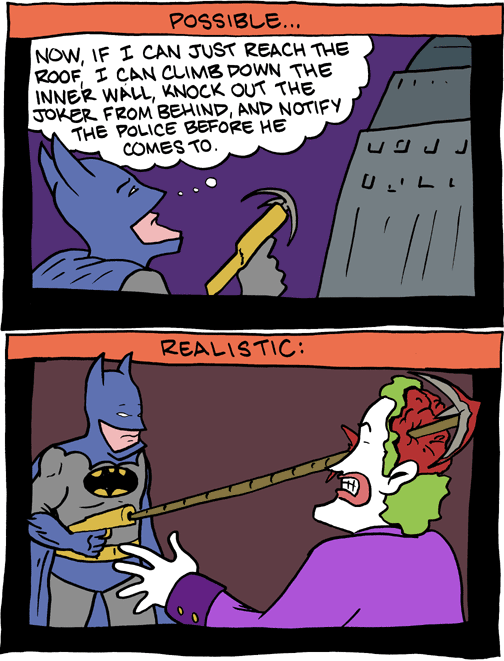 POSSIBLE...
NOW, IF I CAN JUST REACH THE
ROOF, I CAN CLIMB DOWN THE
INNER WALL, KNOCK OUT THE
JOKER FROM BEHIND, AND NOTIFY
THE POLICE BEFORE HE
COMES TO.
REALISTIC: